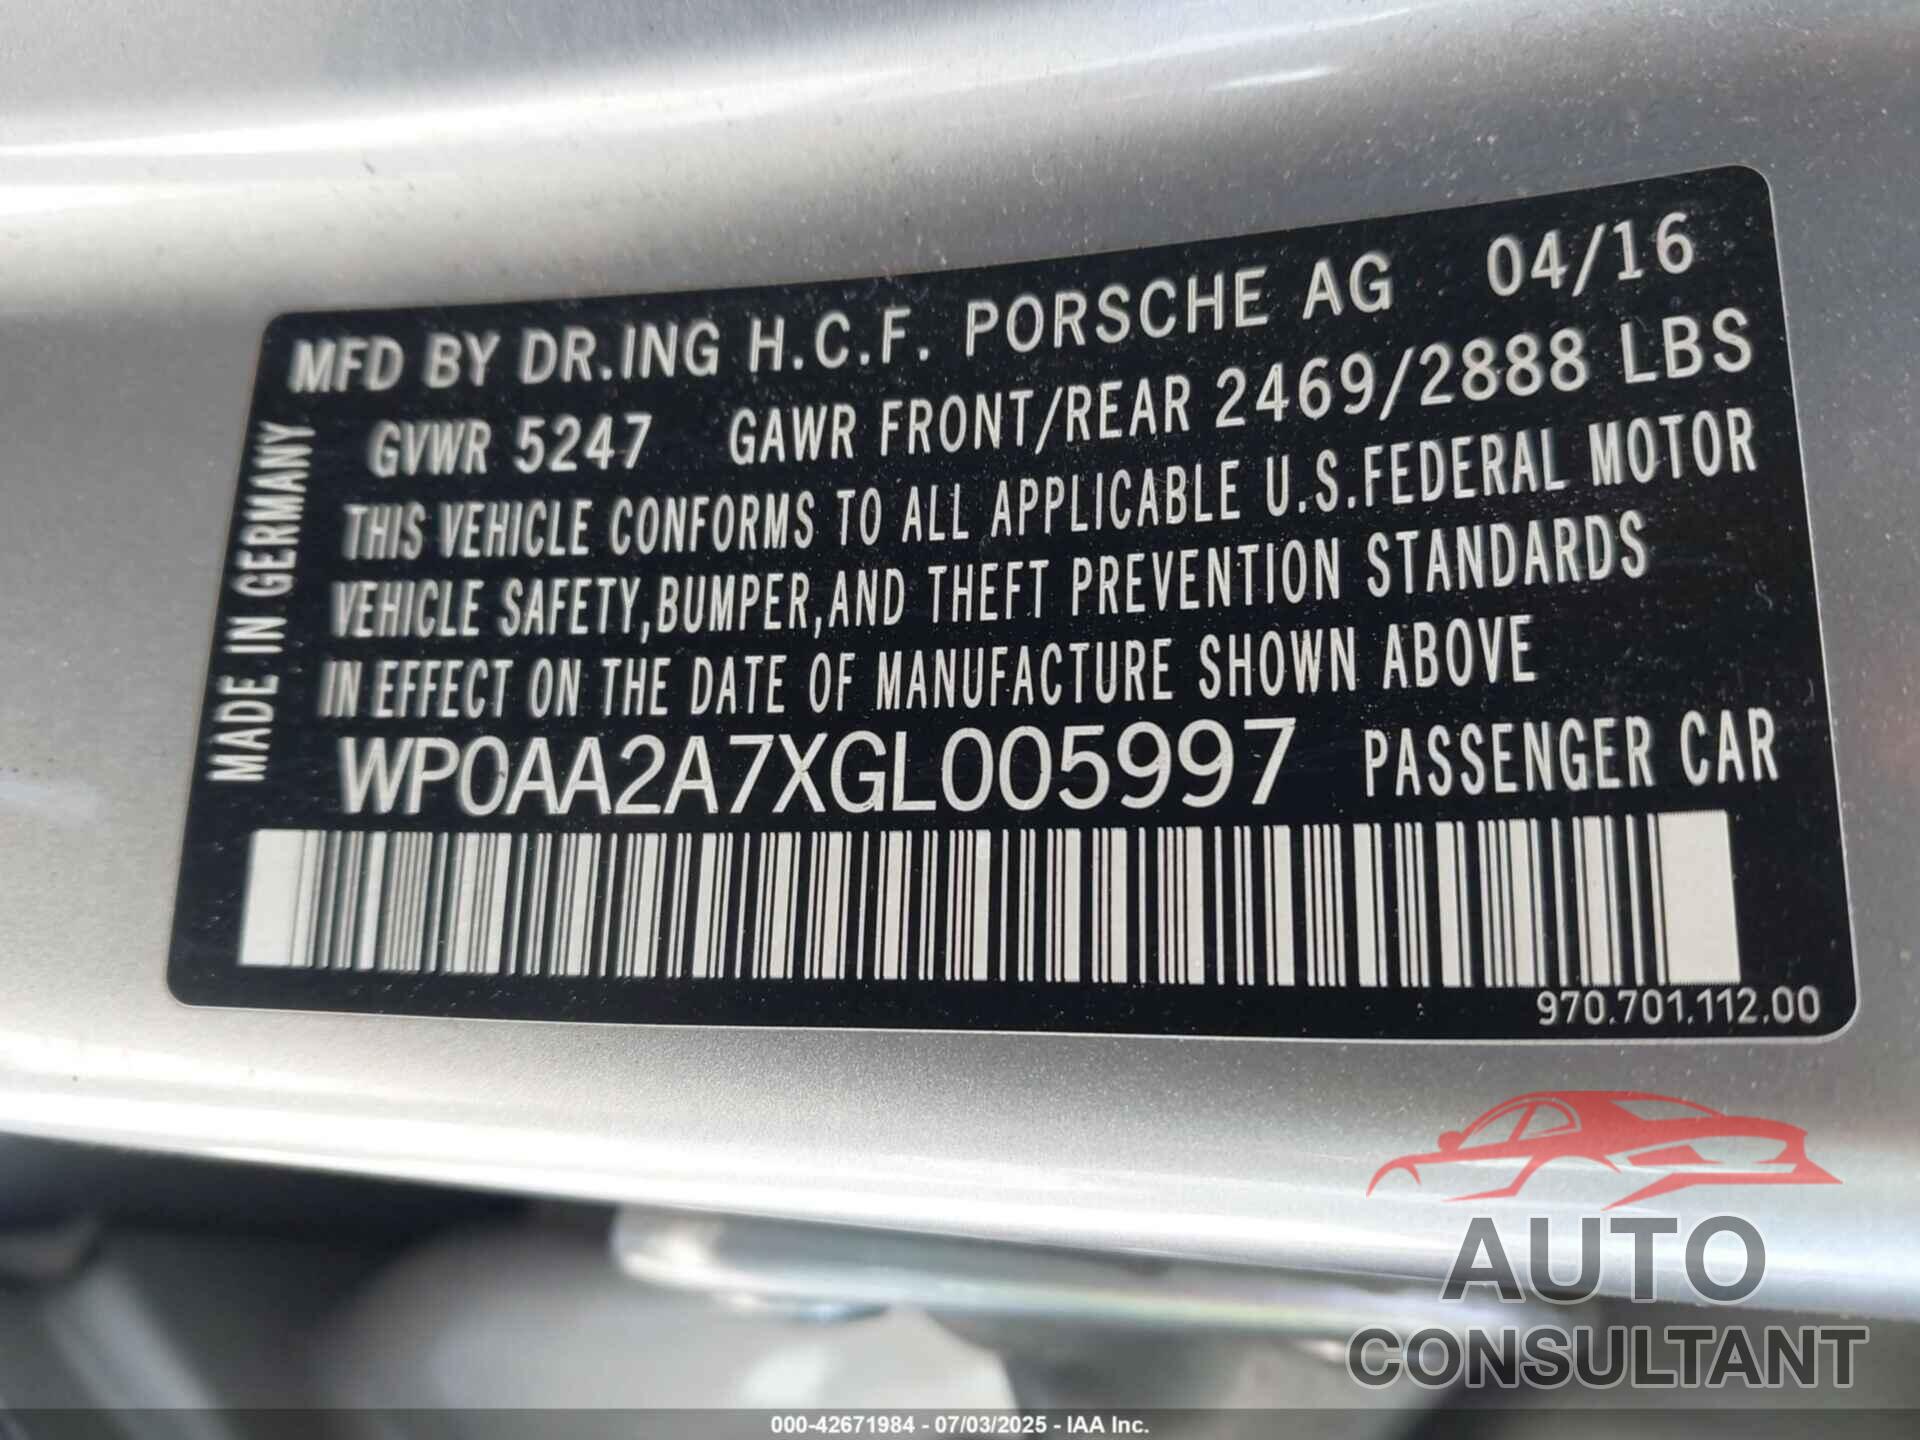 MFD BY DR.ING H.C.F. PORSCHE AG 04/16
GVWR 5247 GAWR FRONT/REAR 2469/2888 LBS
THIS VEHICLE CONFORMS TO ALL APPLICABLE U.S.FEDERAL MOTOR
VEHICLE SAFETY,BUMPER,AND THEFT PREVENTION STANDARDS
IN EFFECT ON THE DATE OF MANUFACTURE SHOWN ABOVE
WP0AA2A7XGL005997 PASSENGER CAR
MADE IN GERMANY
970.701.112.00
AUTO
CONSULTANT
000-42671984 - 07/03/2025 - IAA Inc.